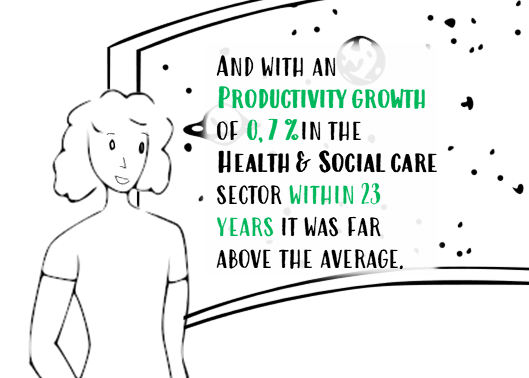 AND WITH AN
PRODUCTIVITY GROWTH
OF 0,7 % IN THE
HEALTH & SOCIAL CARE
SECTOR WITHIN 23
YEARS IT WAS FAR
ABOVE THE AVERAGE.